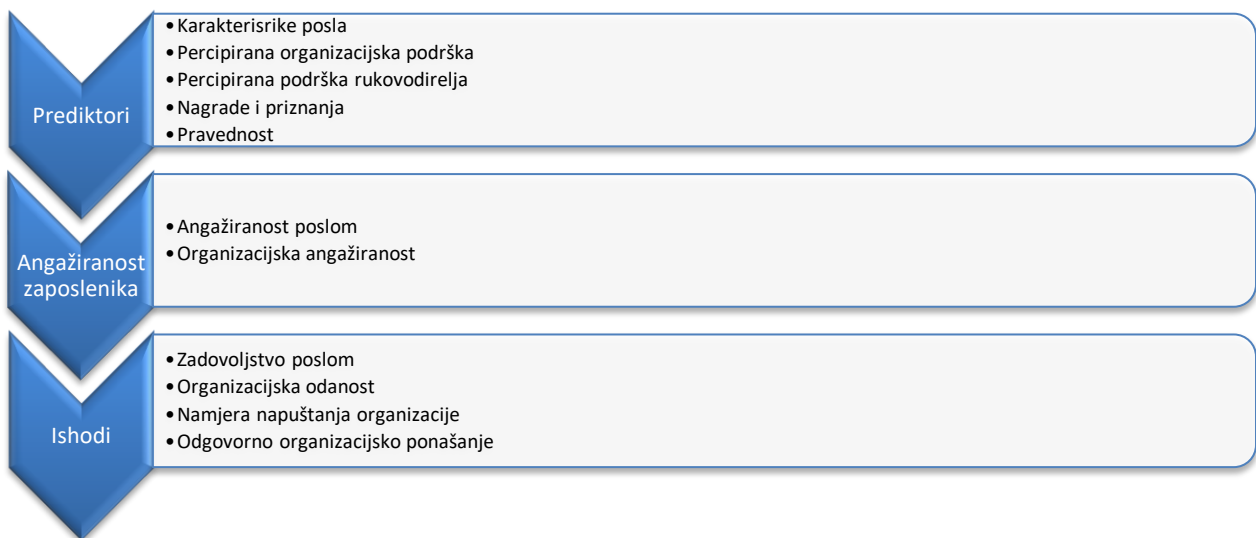 Prediktori
•Karakterisrike posla
•Percipirana organizacijska podrška
•Percipirana podrška rukovodirelja
•Nagrade i priznanja
•Pravednost
Angažiranost
zaposlenika
•Angažiranost poslom
•Organizacijska angažiranost
Ishodi
•Zadovoljstvo poslom
•Organizacijska odanost
•Namjera napuštanja organizacije
•Odgovorno organizacijsko ponašanje